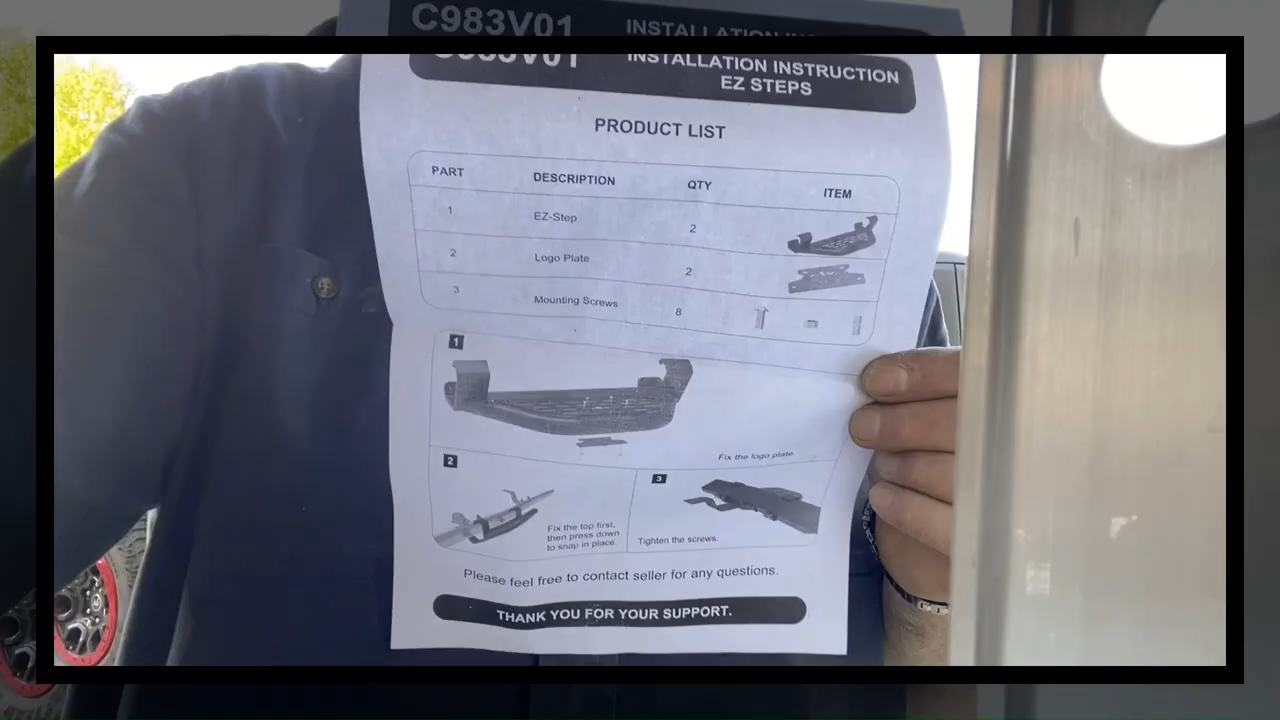 C983V01
INSTALLATION INSTRUCTION
EZ STEPS
PRODUCT LIST
PART DESCRIPTION QTY ITEM
1 EZ-Step 2
2 Logo Plate 2
3 Mounting Screws 8
1
Fix the logo plate.
2
Fix the top first,
then press down
to snap in place.
3
Tighten the screws.
Please feel free to contact seller for any questions.
THANK YOU FOR YOUR SUPPORT.